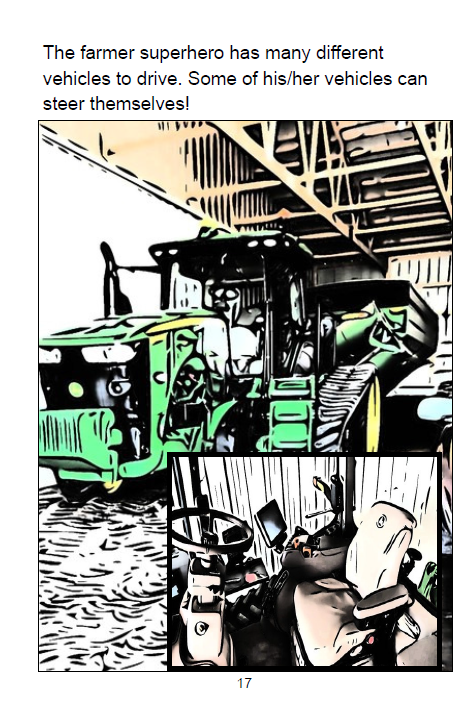 The farmer superhero has many different
vehicles to drive. Some of his/her vehicles can
steer themselves!
17